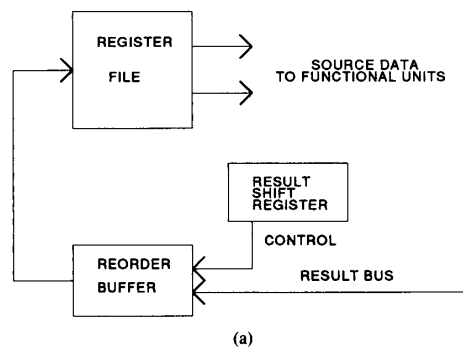 REGISTER
FILE
SOURCE DATA
TO FUNCTIONAL UNITS
RESULT
SHIFT
REGISTER
CONTROL
REORDER
BUFFER
RESULT BUS
(a)